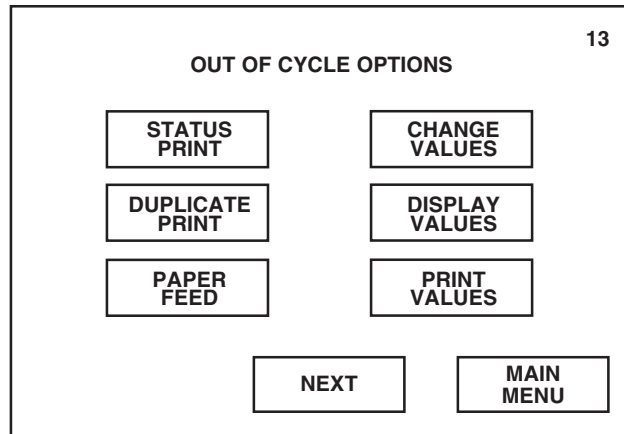 13
OUT OF CYCLE OPTIONS
STATUS
PRINT
CHANGE
VALUES
DUPLICATE
PRINT
DISPLAY
VALUES
PAPER
FEED
PRINT
VALUES
NEXT
MAIN
MENU